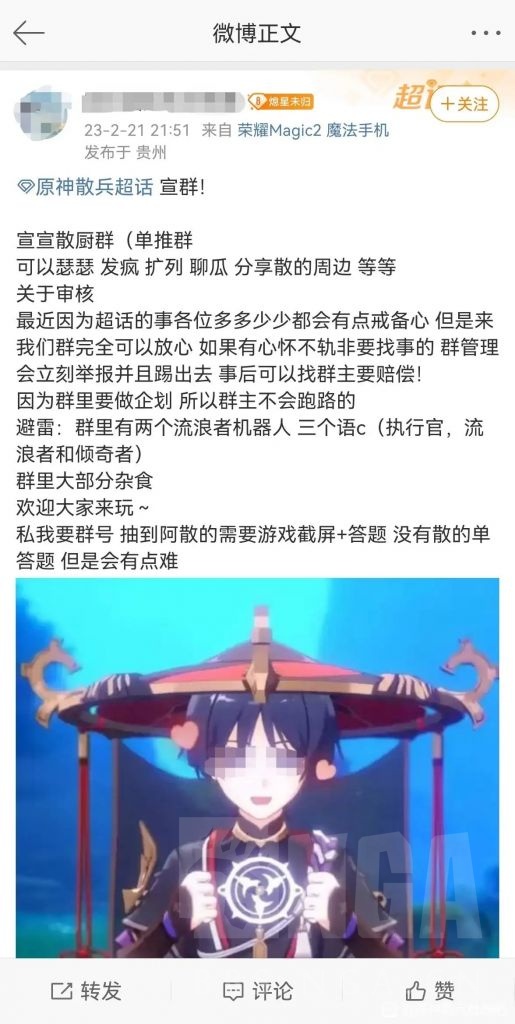 微博正文
熄星未归
超
+关注
23-2-21 21:51 来自 荣耀Magic2 魔法手机
发布于 贵州
原神散兵超话 宣群！
宣宣散厨群（单推群
可以瑟瑟 发疯 扩列 聊瓜 分享散的周边 等等
关于审核
最近因为超话的事各位多多少少都会有点戒备心 但是来
我们群完全可以放心 如果有心怀不轨非要找事的 群管理
会立刻举报并且踢出去 事后可以找群主要赔偿！
因为群里要做企划 所以群主不会跑路的
避雷：群里有两个流浪者机器人 三个语c（执行官，流
浪者和倾奇者）
群里大部分杂食
欢迎大家来玩～
私我要群号 抽到阿散的需要游戏截屏+答题 没有散的单
答题 但是会有点难
NGA
转发
评论
赞